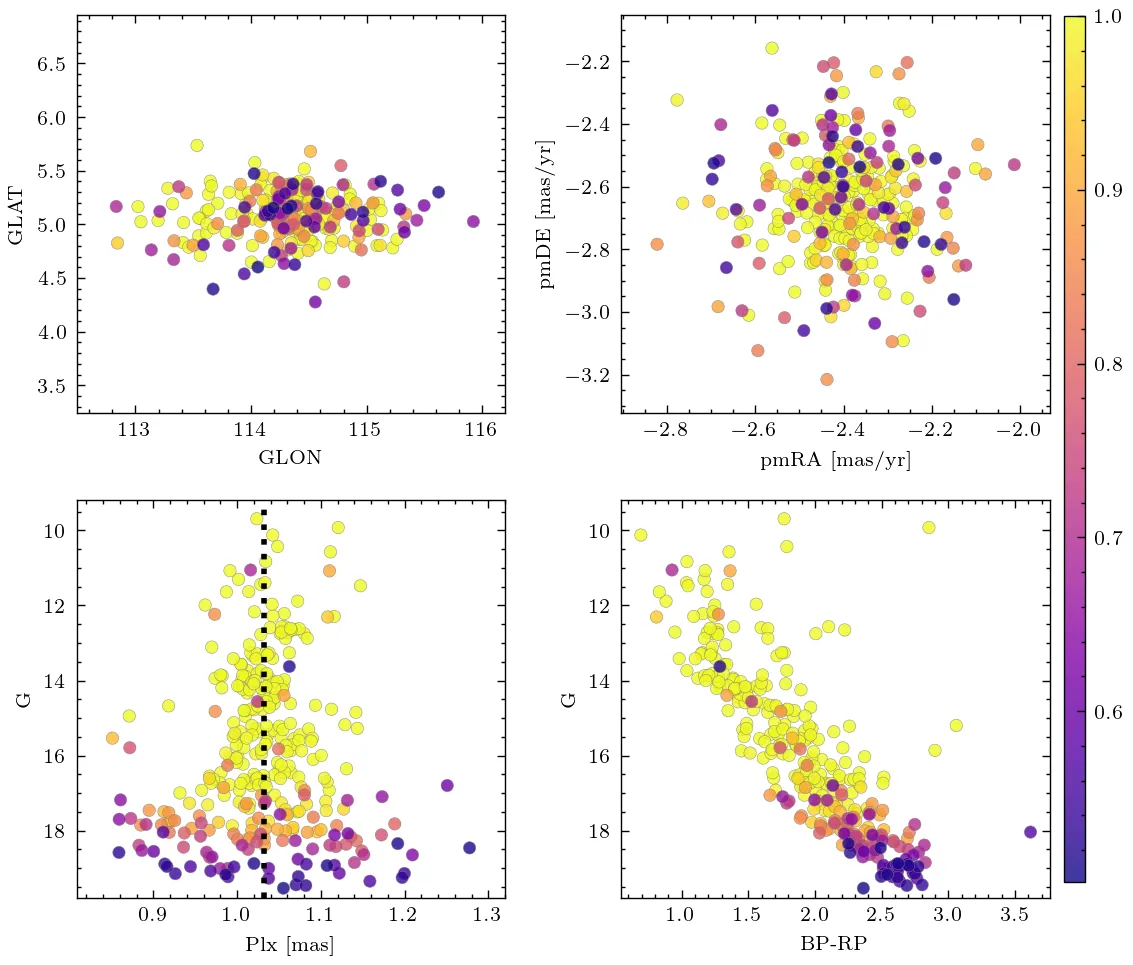 6.5
6.0
5.5
5.0
4.5
4.0
3.5
GLAT
113 114 115 116
GLON
−2.2
−2.4
−2.6
−2.8
−3.0
−3.2
pmDE [mas/yr]
−2.8 −2.6 −2.4 −2.2 −2.0
pmRA [mas/yr]
10
12
14
16
18
G
0.9 1.0 1.1 1.2 1.3
Plx [mas]
10
12
14
16
18
G
1.0 1.5 2.0 2.5 3.0 3.5
BP-RP
1.0
0.9
0.8
0.7
0.6